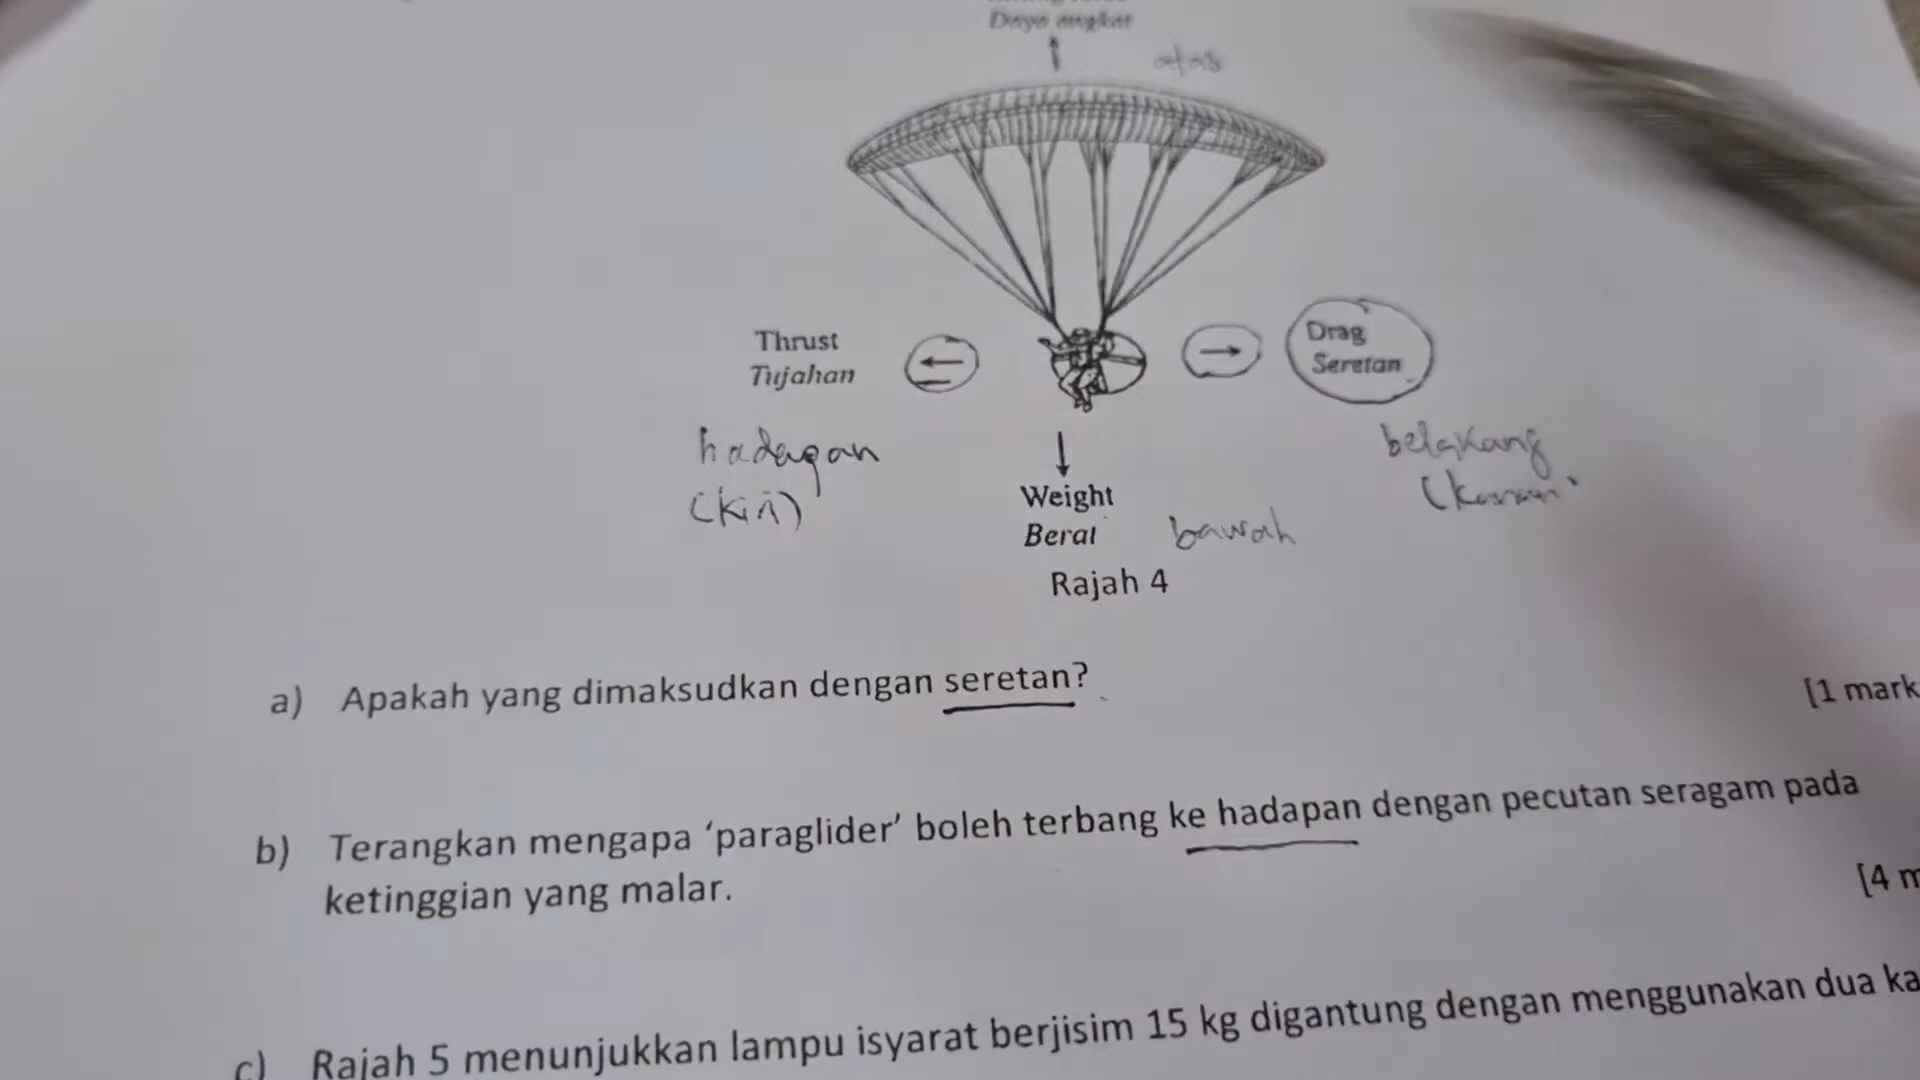 Daya angkat
atas
Thrust
Tujahan
Drag
Seretan
hadapan
(kiri)
belakang
Weight
Berat
bawah
Rajah 4
a) Apakah yang dimaksudkan dengan seretan?
[1 mark
b) Terangkan mengapa ‘paraglider’ boleh terbang ke hadapan dengan pecutan seragam pada
ketinggian yang malar.
[4 m
c) Rajah 5 menunjukkan lampu isyarat berjisim 15 kg digantung dengan menggunakan dua ka